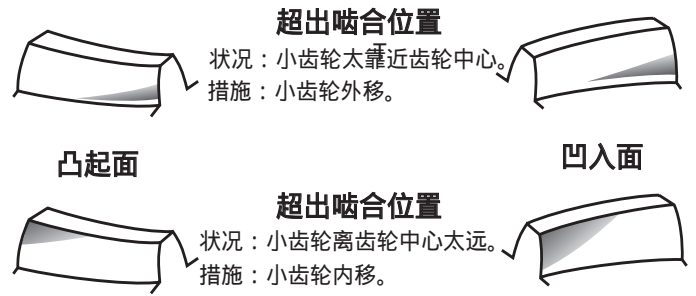 超出啮合位置
状况：小齿轮太靠近齿轮中心。
措施：小齿轮外移。
凸起面
凹入面
超出啮合位置
状况：小齿轮离齿轮中心太远。
措施：小齿轮内移。